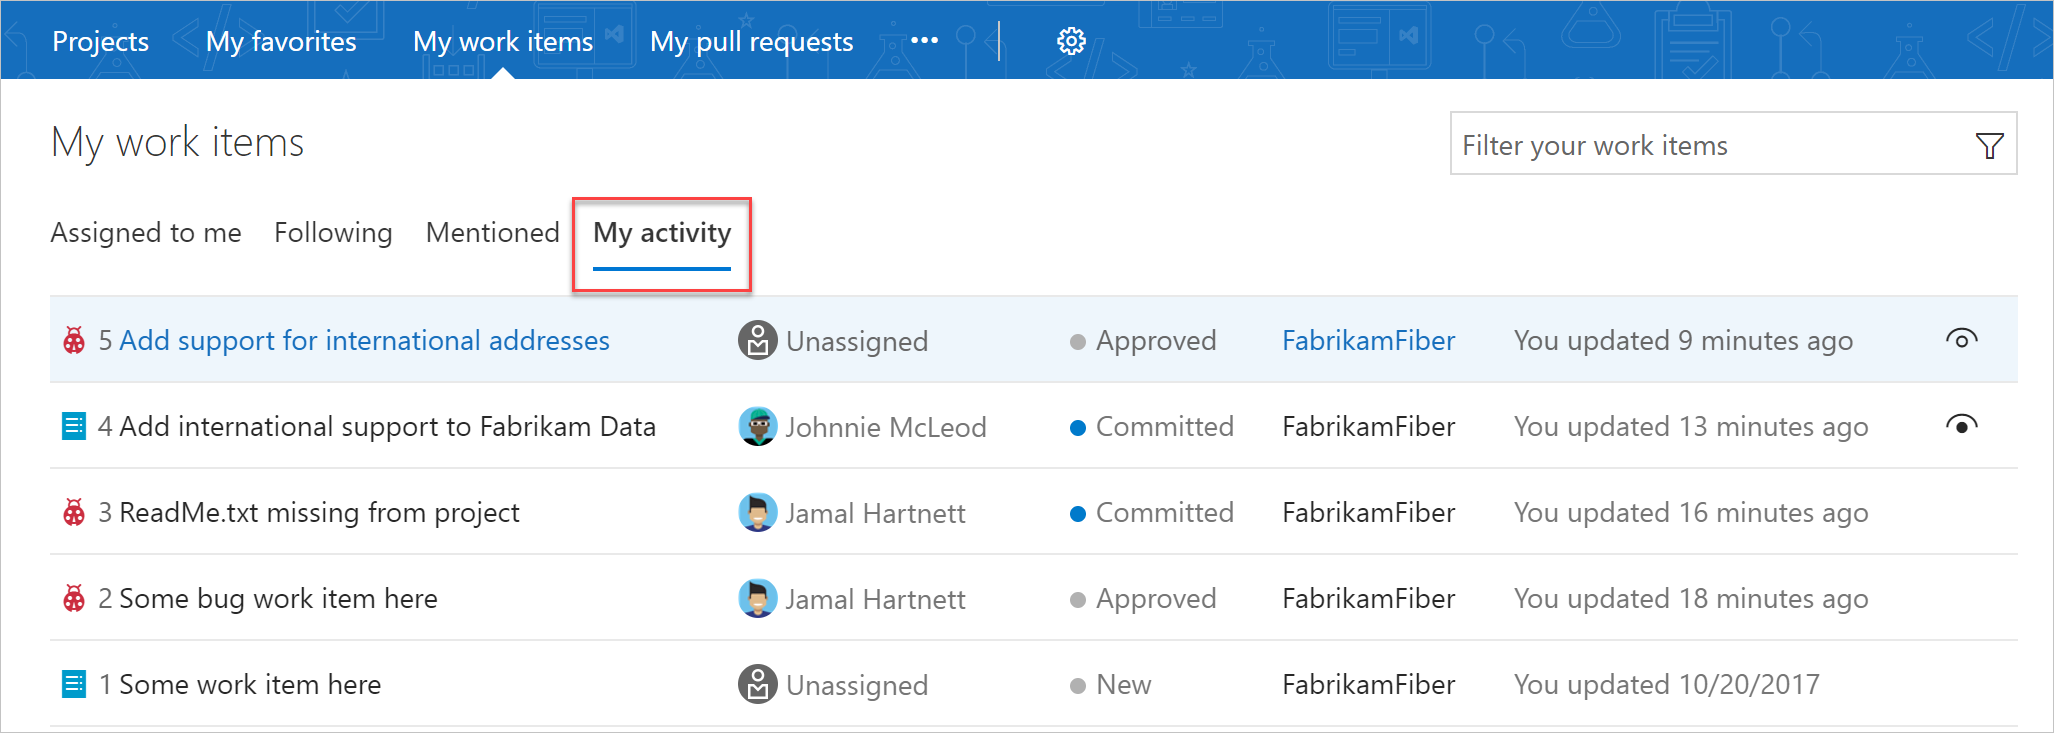 Projects My favorites My work items My pull requests ...
My work items
Filter your work items
Assigned to me Following Mentioned My activity
5 Add support for international addresses Unassigned Approved FabrikamFiber You updated 9 minutes ago
4 Add international support to Fabrikam Data Johnnie McLeod Committed FabrikamFiber You updated 13 minutes ago
3 ReadMe.txt missing from project Jamal Hartnett Committed FabrikamFiber You updated 16 minutes ago
2 Some bug work item here Jamal Hartnett Approved FabrikamFiber You updated 18 minutes ago
1 Some work item here Unassigned New FabrikamFiber You updated 10/20/2017